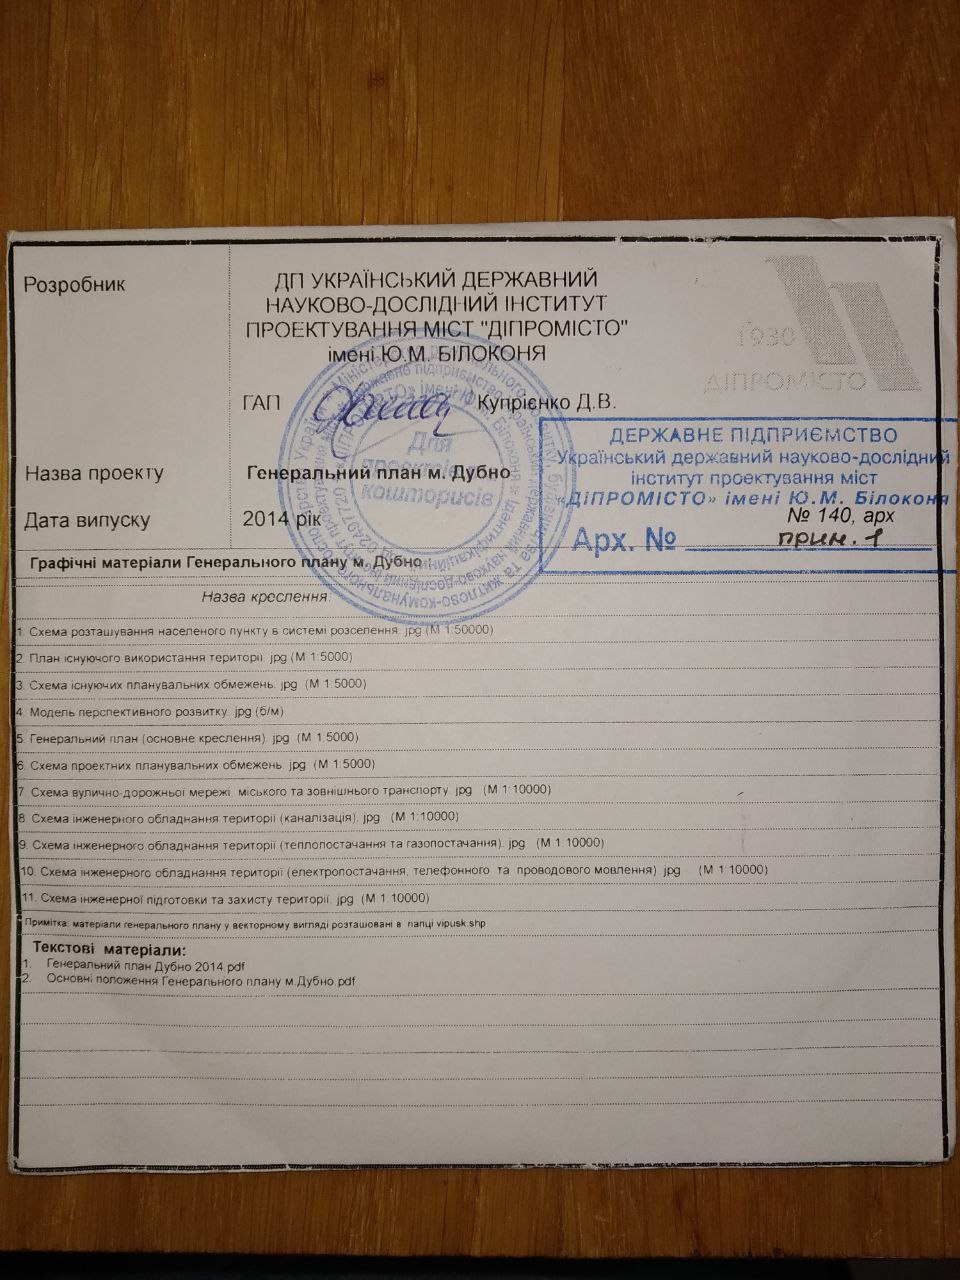 Розробник
ДП УКРАЇНСЬКИЙ ДЕРЖАВНИЙ
НАУКОВО-ДОСЛІДНИЙ ІНСТИТУТ
ПРОЕКТУВАННЯ МІСТ "ДІПРОМІСТО"
імені Ю.М. БІЛОКОНЯ
1930
ДІПРОМІСТО
ГАП Купрієнко Д.В.
Назва проекту Генеральний план м. Дубно
Дата випуску 2014 рік
Для
проектів та
кошторисів
ДЕРЖАВНЕ ПІДПРИЄМСТВО
Український державний науково-дослідний
інститут проектування міст
«ДІПРОМІСТО» імені Ю.М. Білоконя
№ 140, арх
Арх. № прим. 1
Графічні матеріали Генерального плану м. Дубно :
Назва креслення:
1. Схема розташування населеного пункту в системі розселення. jpg (М 1:50000)
2. План існуючого використання території. jpg (М 1:5000)
3. Схема існуючих планувальних обмежень. jpg (М 1:5000)
4. Модель перспективного розвитку. jpg (б/м)
5. Генеральний план (основне креслення). jpg (М 1:5000)
6. Схема проектних планувальних обмежень. jpg (М 1:5000)
7. Схема вулично-дорожньої мережі, міського та зовнішнього транспорту. jpg (М 1:10000)
8. Схема інженерного обладнання території (каналізація). jpg (М 1:10000)
9. Схема інженерного обладнання території (теплопостачання та газопостачання). jpg (М 1:10000)
10. Схема інженерного обладнання території (електропостачання, телефонного та проводового мовлення). jpg (М 1:10000)
11. Схема інженерної підготовки та захисту території. jpg (М 1:10000)
Примітка: матеріали генерального плану у векторному вигляді розташовані в папці vipusk.shp
Текстові матеріали:
1. Генеральний план Дубно 2014.pdf
2. Основні положення Генерального плану м.Дубно.pdf